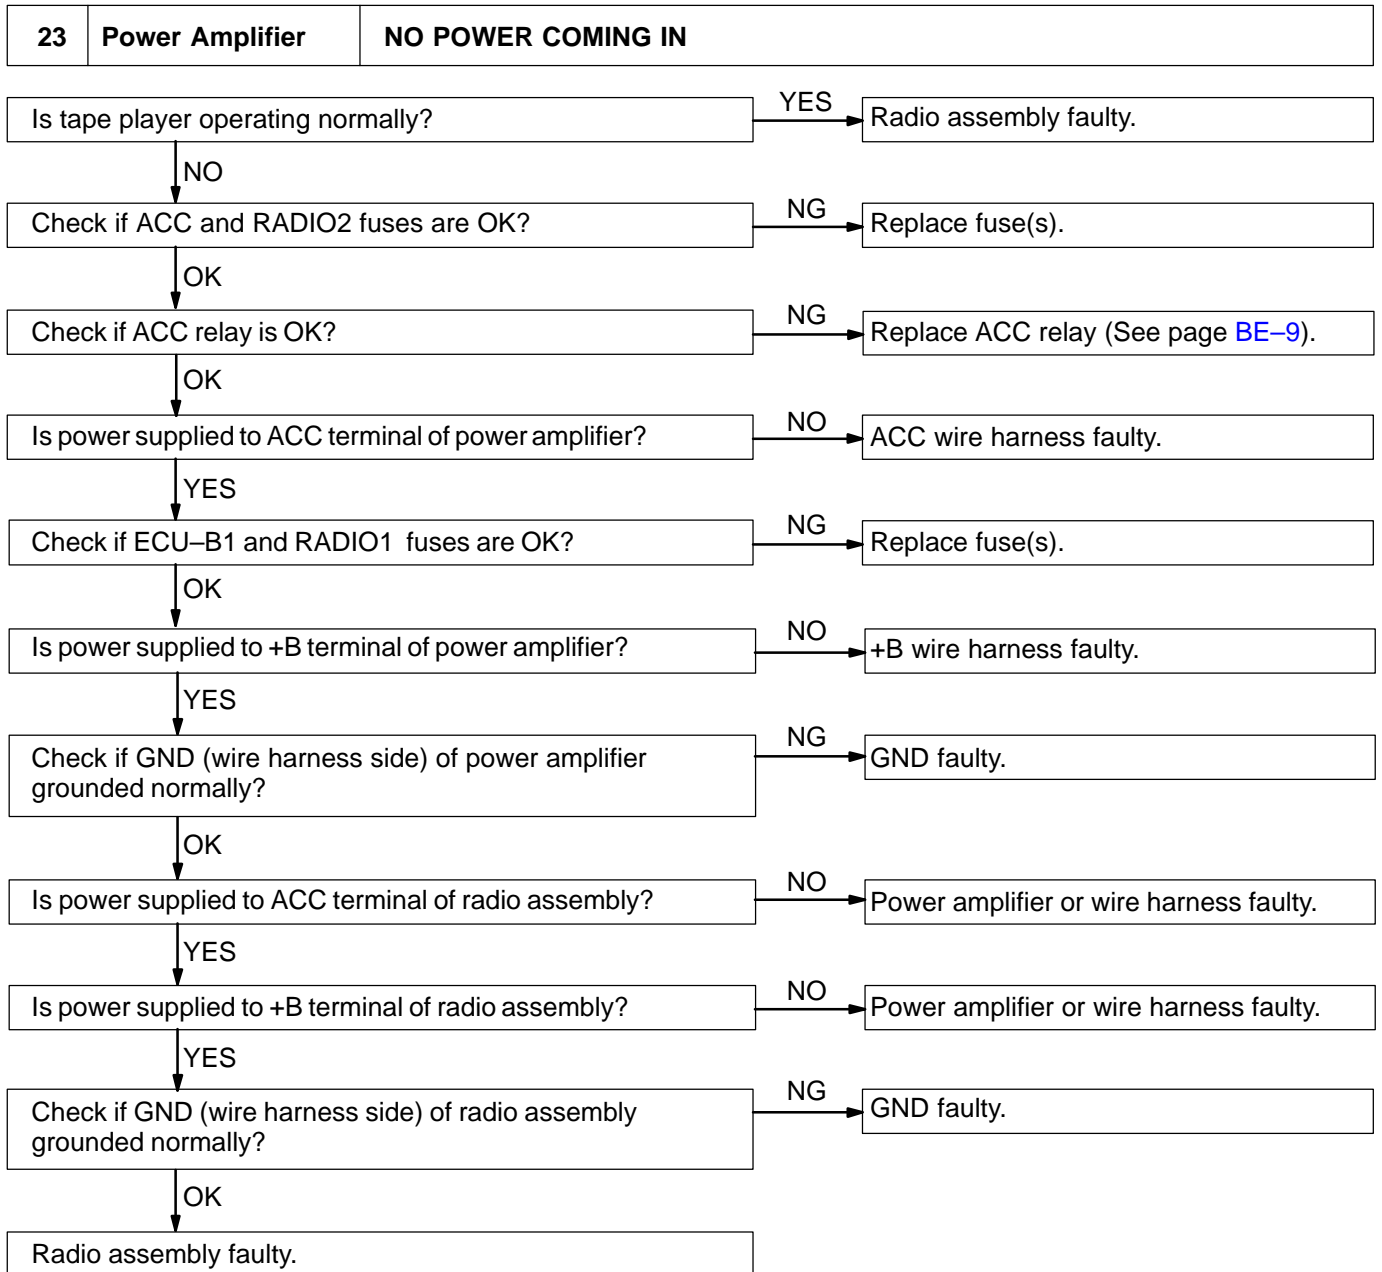 23 Power Amplifier NO POWER COMING IN
Is tape player operating normally? YES Radio assembly faulty.
NO
Check if ACC and RADIO2 fuses are OK? NG Replace fuse(s).
OK
Check if ACC relay is OK? NG Replace ACC relay (See page BE–9).
OK
Is power supplied to ACC terminal of power amplifier? NO ACC wire harness faulty.
YES
Check if ECU–B1 and RADIO1 fuses are OK? NG Replace fuse(s).
OK
Is power supplied to +B terminal of power amplifier? NO +B wire harness faulty.
YES
Check if GND (wire harness side) of power amplifier NG GND faulty.
grounded normally?
OK
Is power supplied to ACC terminal of radio assembly? NO Power amplifier or wire harness faulty.
YES
Is power supplied to +B terminal of radio assembly? NO Power amplifier or wire harness faulty.
YES
Check if GND (wire harness side) of radio assembly NG GND faulty.
grounded normally?
OK
Radio assembly faulty.